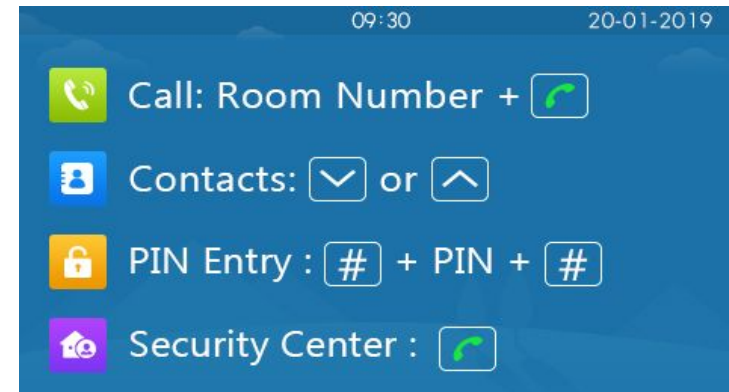 09:30 20-01-2019
Call: Room Number +
Contacts: or
PIN Entry : # + PIN + #
Security Center :